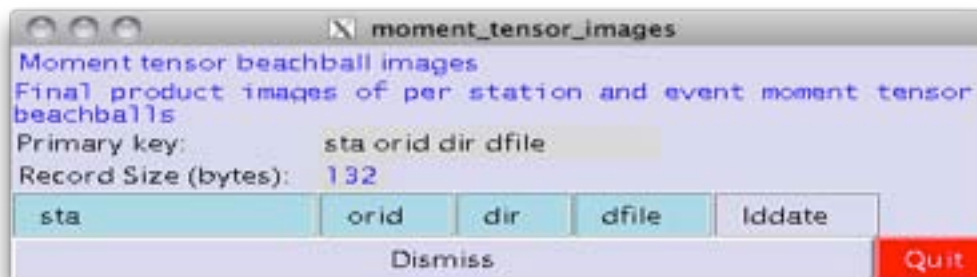 moment_tensor_images
Moment tensor beachball images
Final product images of per station and event moment tensor
beachballs
Primary key: sta orid dir dfile
Record Size (bytes): 132
sta orid dir dfile lddate
Dismiss Quit